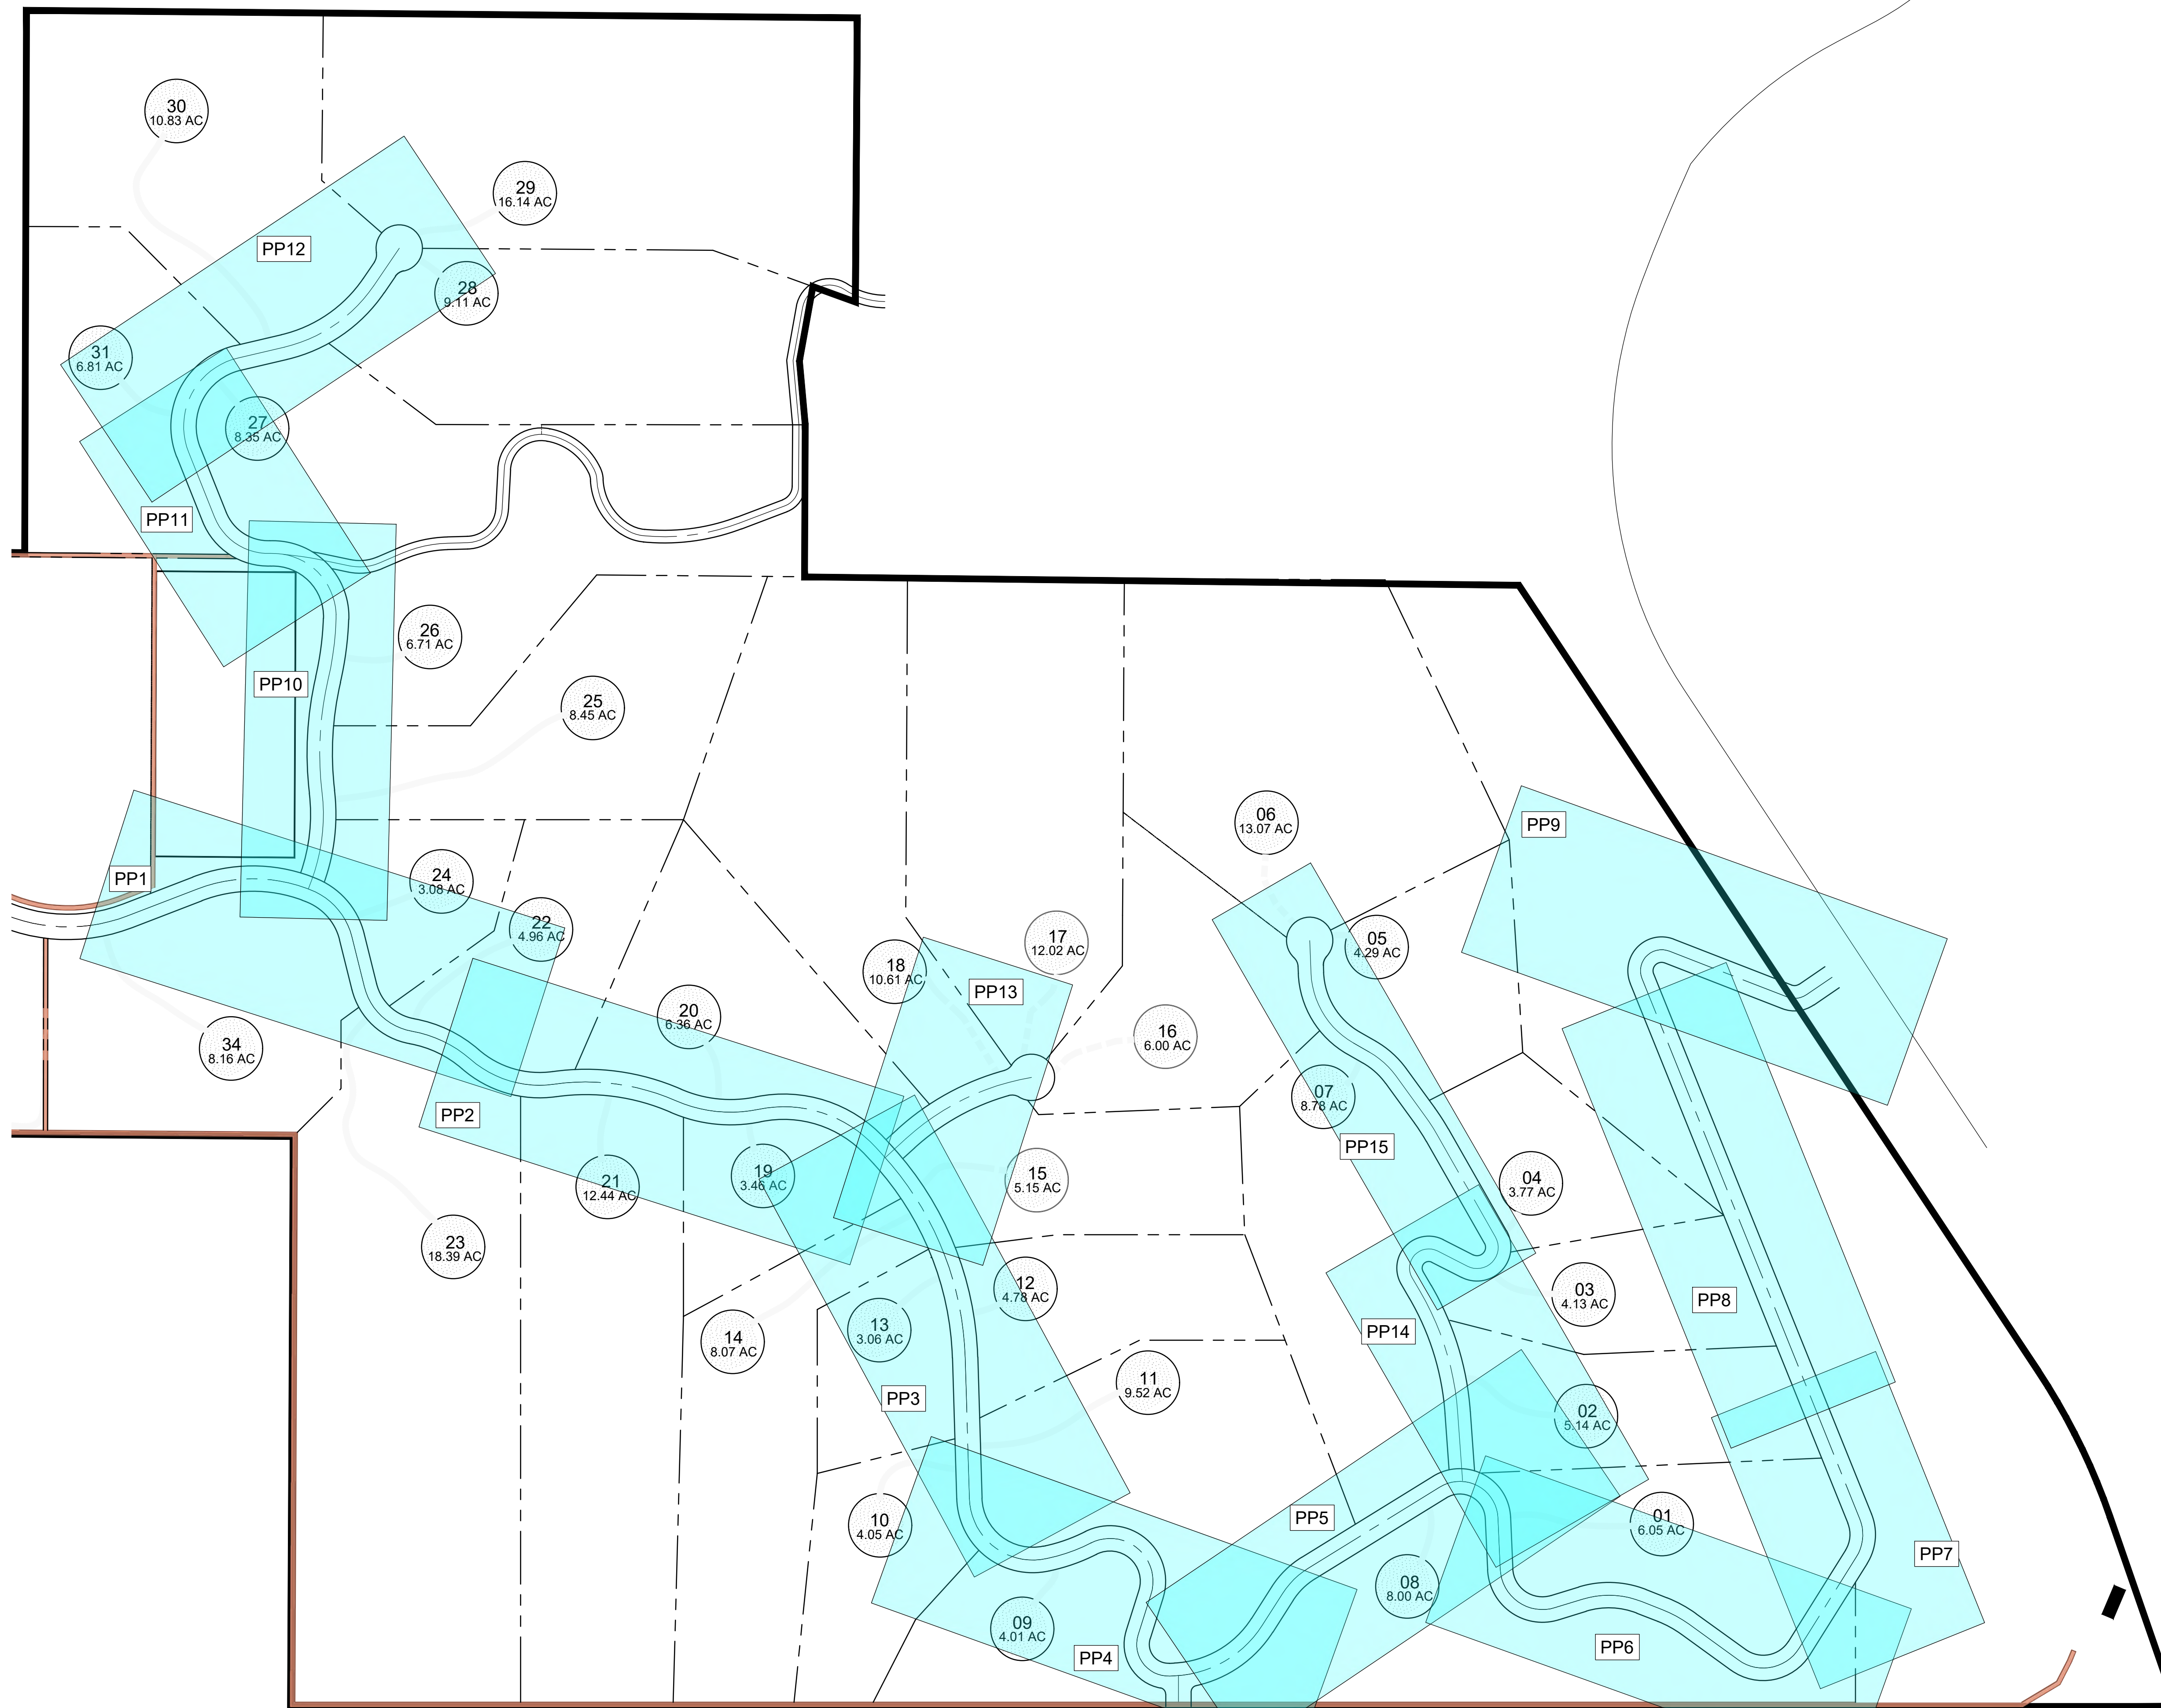 30
10.83 AC
29
16.14 AC
PP12
28
9.11 AC
31
6.81 AC
27
8.35 AC
PP11
26
6.71 AC
PP10
25
8.45 AC
06
13.07 AC
PP9
PP1
24
3.08 AC
22
4.96 AC
17
12.02 AC
05
4.29 AC
18
10.61 AC
PP13
20
6.36 AC
16
6.00 AC
34
8.16 AC
07
8.78 AC
PP2
PP15
19
3.46 AC
15
5.15 AC
04
3.77 AC
21
12.44 AC
23
18.39 AC
12
4.78 AC
03
4.13 AC
PP8
13
3.06 AC
PP14
14
8.07 AC
11
9.52 AC
PP3
02
5.14 AC
10
4.05 AC
PP5
01
6.05 AC
PP7
08
8.00 AC
09
4.01 AC
PP4
PP6